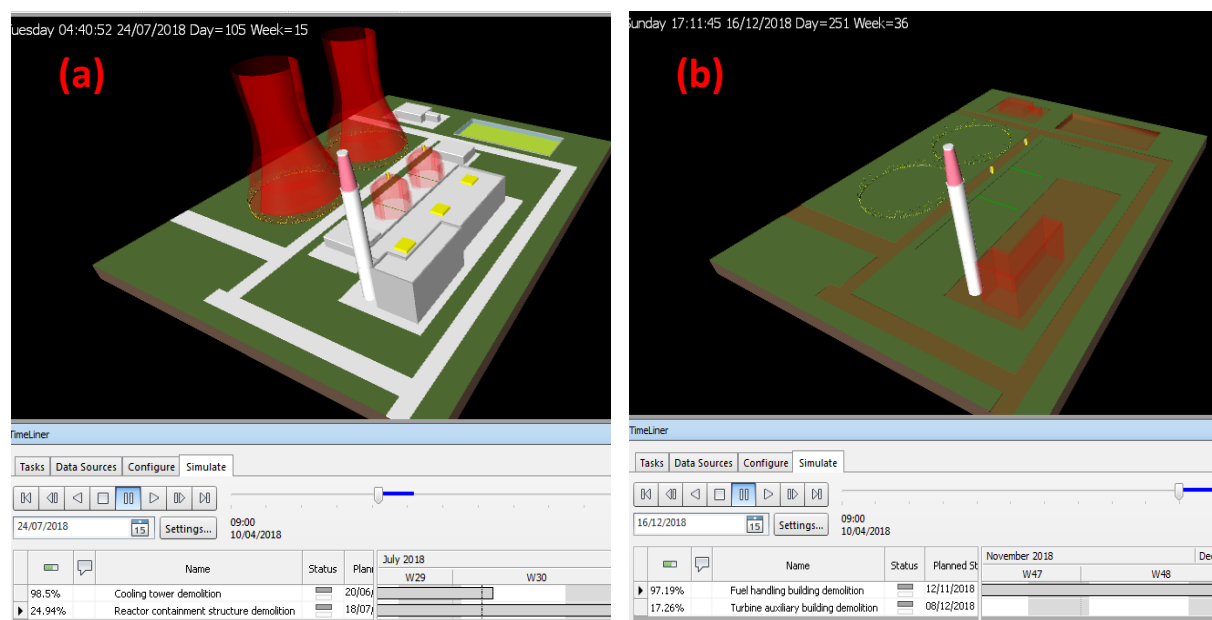 uesday 04:40:52 24/07/2018 Day=105 Week=15
(a)
TimeLiner
Tasks Data Sources Configure Simulate
24/07/2018 15 Settings... 09:00
10/04/2018
Name Status Plan July 2018
W29 W30
98.5% Cooling tower demolition 20/06/
24.94% Reactor containment structure demolition 18/07/
unday 17:11:45 16/12/2018 Day=251 Week=36
(b)
TimeLiner
Tasks Data Sources Configure Simulate
16/12/2018 15 Settings... 09:00
10/04/2018
Name Status Planned St November 2018 De
W47 W48
97.19% Fuel handling building demolition 12/11/2018
17.26% Turbine auxiliary building demolition 08/12/2018